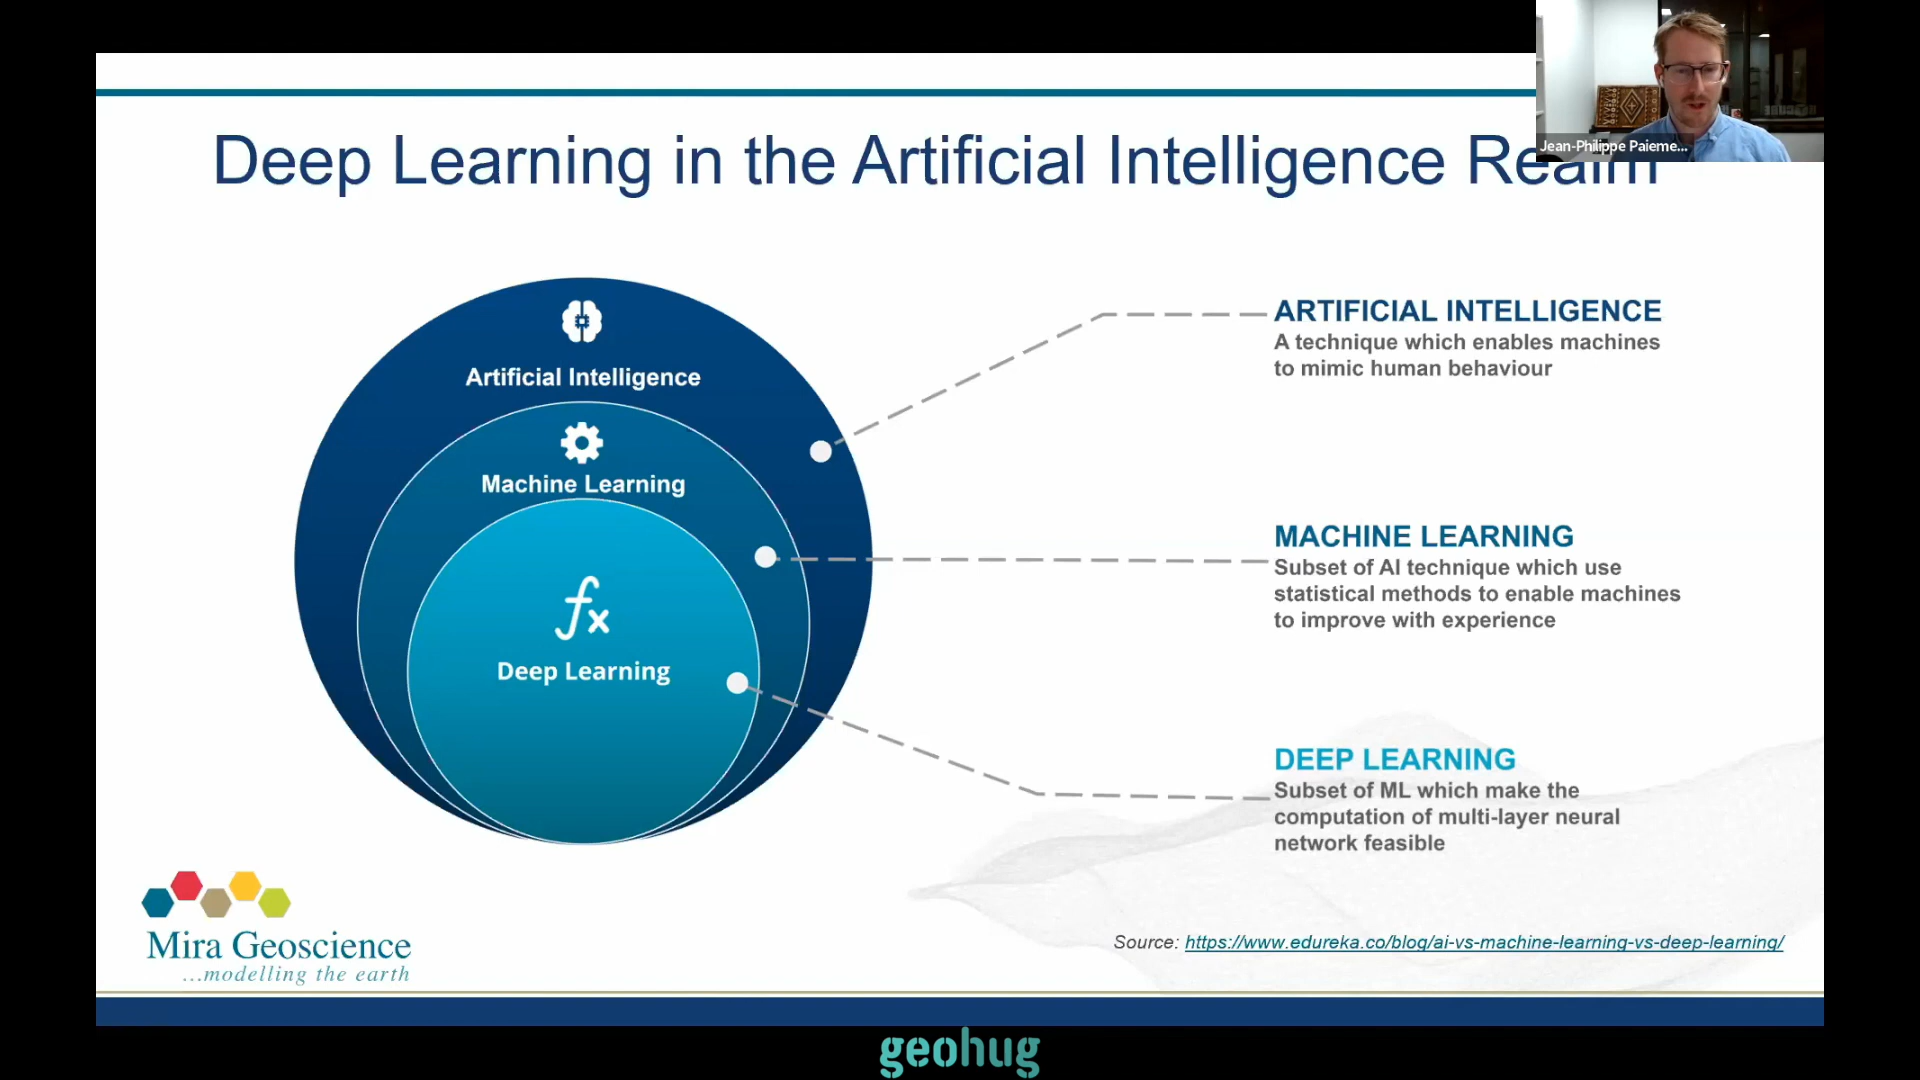 Jean-Philippe Paieme...
Deep Learning in the Artificial Intelligence Realm
Artificial Intelligence
Machine Learning
Deep Learning
ARTIFICIAL INTELLIGENCE
A technique which enables machines
to mimic human behaviour
MACHINE LEARNING
Subset of AI technique which use
statistical methods to enable machines
to improve with experience
DEEP LEARNING
Subset of ML which make the
computation of multi-layer neural
network feasible
Mira Geoscience
...modelling the earth
Source: https://www.edureka.co/blog/ai-vs-machine-learning-vs-deep-learning/
geohug